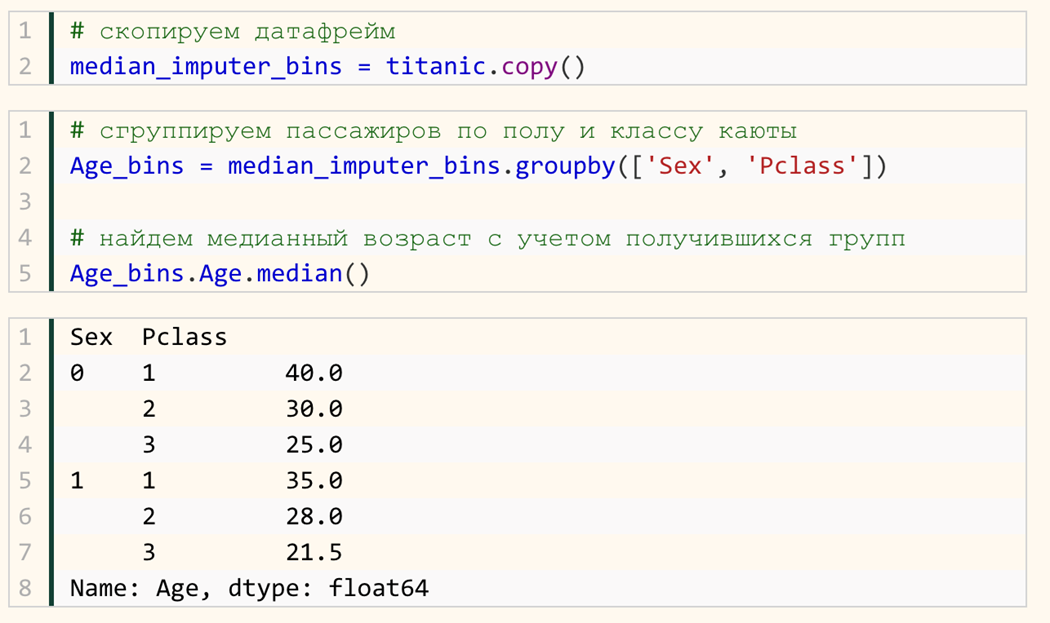 1 # скопируем датафрейм
2 median_imputer_bins = titanic.copy()
1 # сгруппируем пассажиров по полу и классу каюты
2 Age_bins = median_imputer_bins.groupby(['Sex', 'Pclass'])
3
4 # найдем медианный возраст с учетом получившихся групп
5 Age_bins.Age.median()
1 Sex  Pclass
2 0    1         40.0
3      2         30.0
4      3         25.0
5 1    1         35.0
6      2         28.0
7      3         21.5
8 Name: Age, dtype: float64